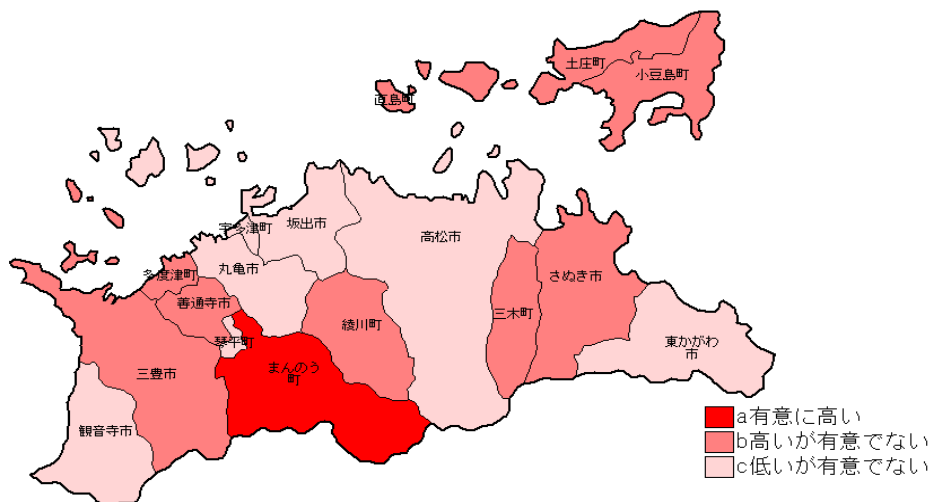 土庄町
小豆島町
直島町
宇多津町
坂出市
高松市
丸亀市
多度津町
さぬき市
善通寺市
綾川町
三木町
琴平町
東かがわ
市
まんのう
町
三豊市
観音寺市
a有意に高い
b高いが有意でない
c低いが有意でない